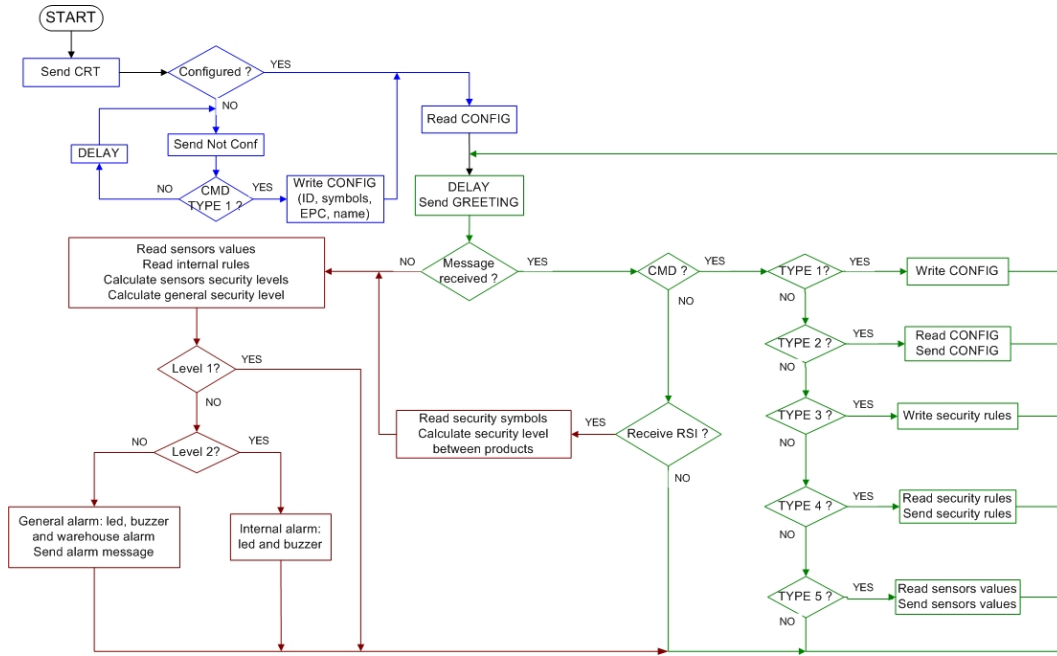 START
Send CRT
Configured ?
YES
NO
Read CONFIG
DELAY
Send Not Conf
NO
CMD
TYPE 1 ?
YES
Write CONFIG
(ID, symbols,
EPC, name)
DELAY
Send GREETING
Read sensors values
Read internal rules
Calculate sensors security levels
Calculate general security level
NO
Message
received ?
YES
CMD ?
YES
NO
TYPE 1?
YES
NO
Write CONFIG
TYPE 2 ?
YES
NO
Read CONFIG
Send CONFIG
Level 1?
YES
NO
Read security symbols
Calculate security level
between products
YES
Receive RSI ?
NO
TYPE 3 ?
YES
NO
Write security rules
NO
Level 2?
YES
General alarm: led, buzzer
and warehouse alarm
Send alarm message
Internal alarm:
led and buzzer
TYPE 4 ?
YES
NO
Read security rules
Send security rules
TYPE 5 ?
YES
NO
Read sensors values
Send sensors values